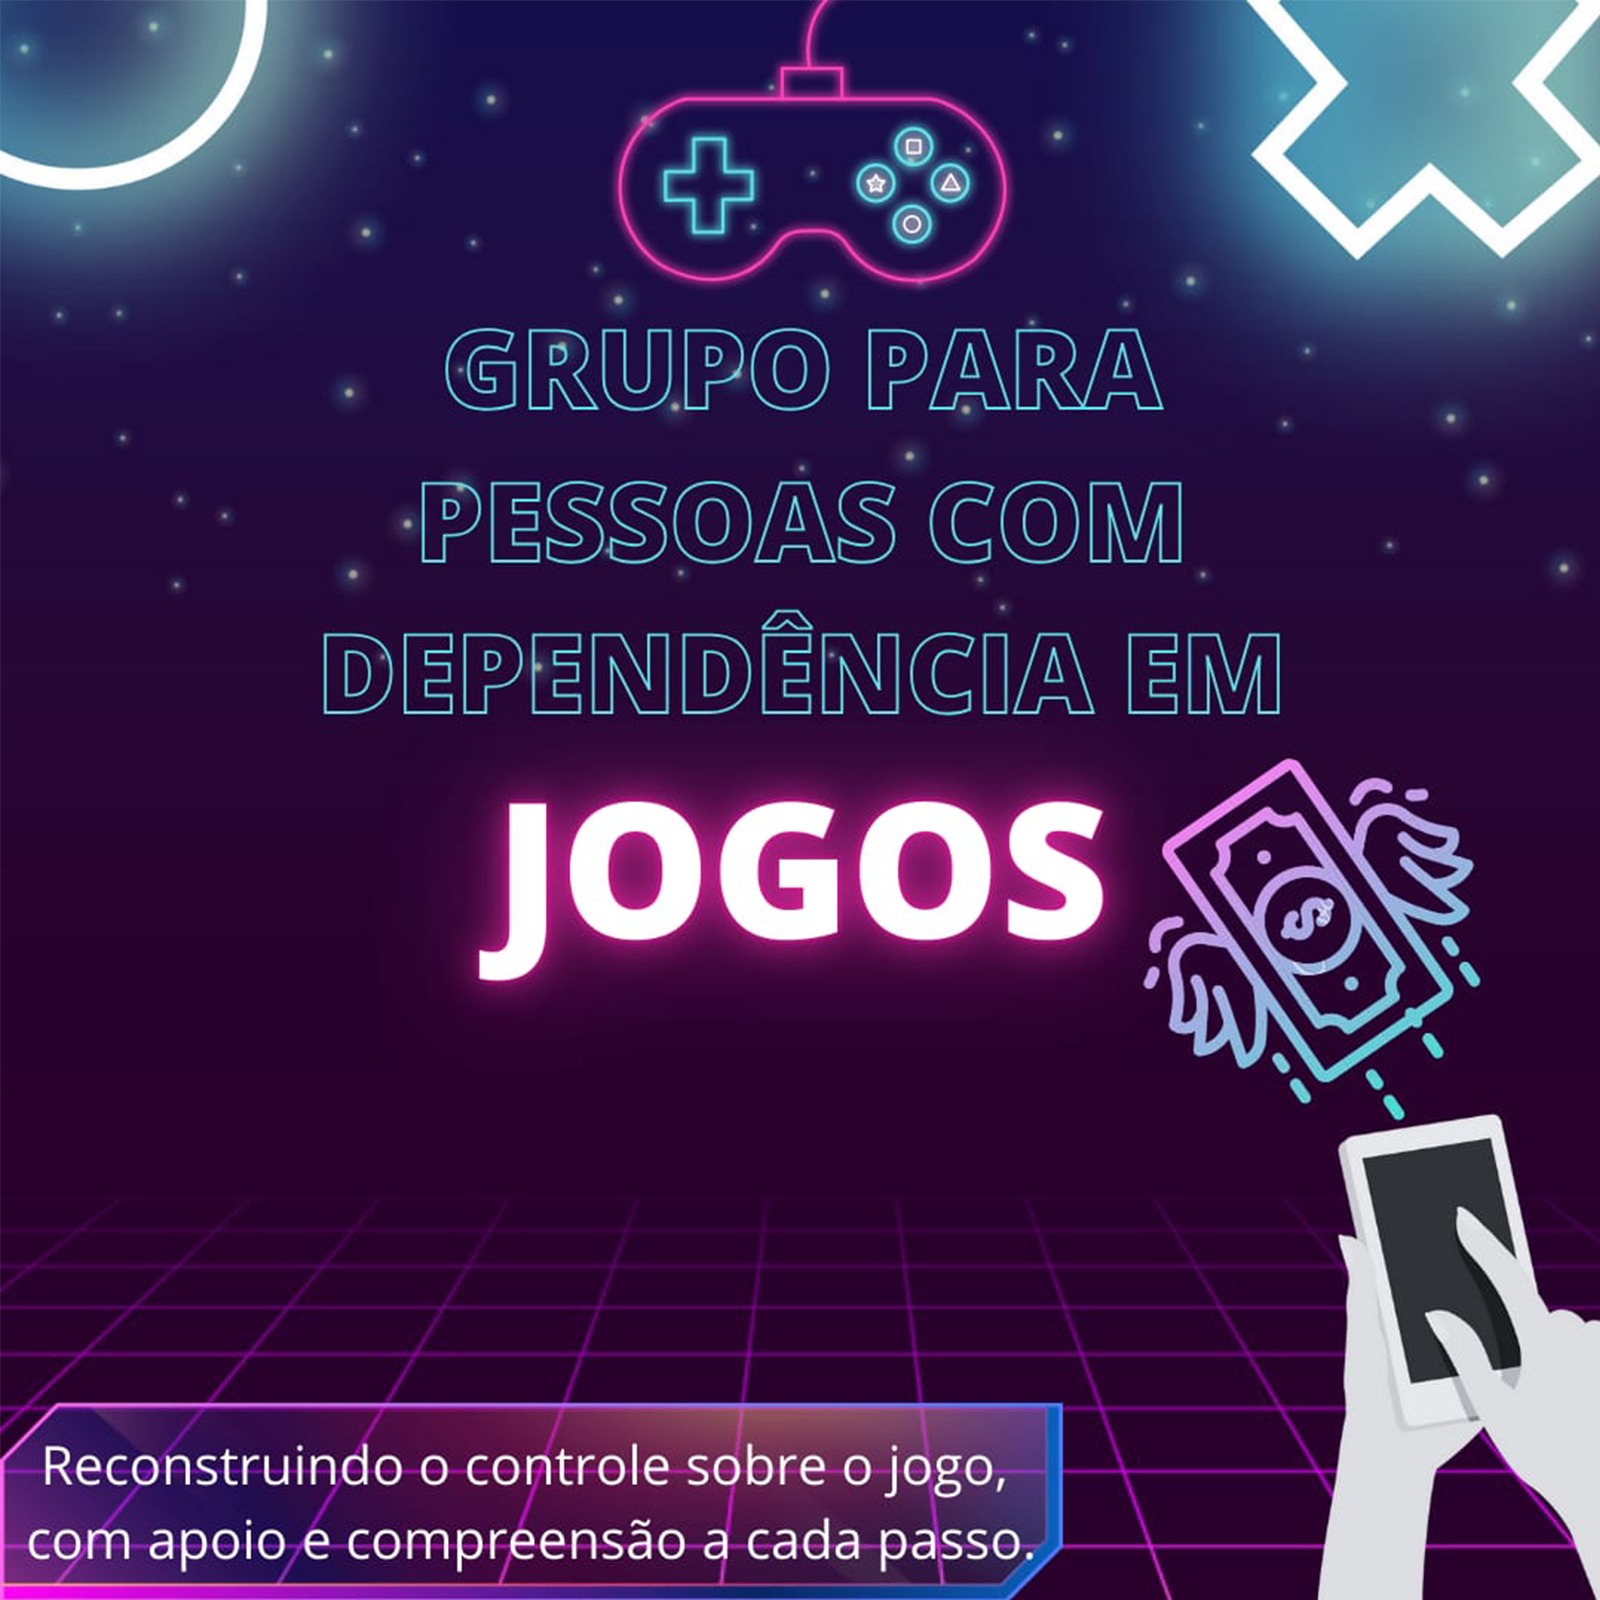 GRUPO PARA
PESSOAS COM
DEPENDÊNCIA EM
JOGOS
$
Reconstruindo o controle sobre o jogo,
com apoio e compreensão a cada passo.